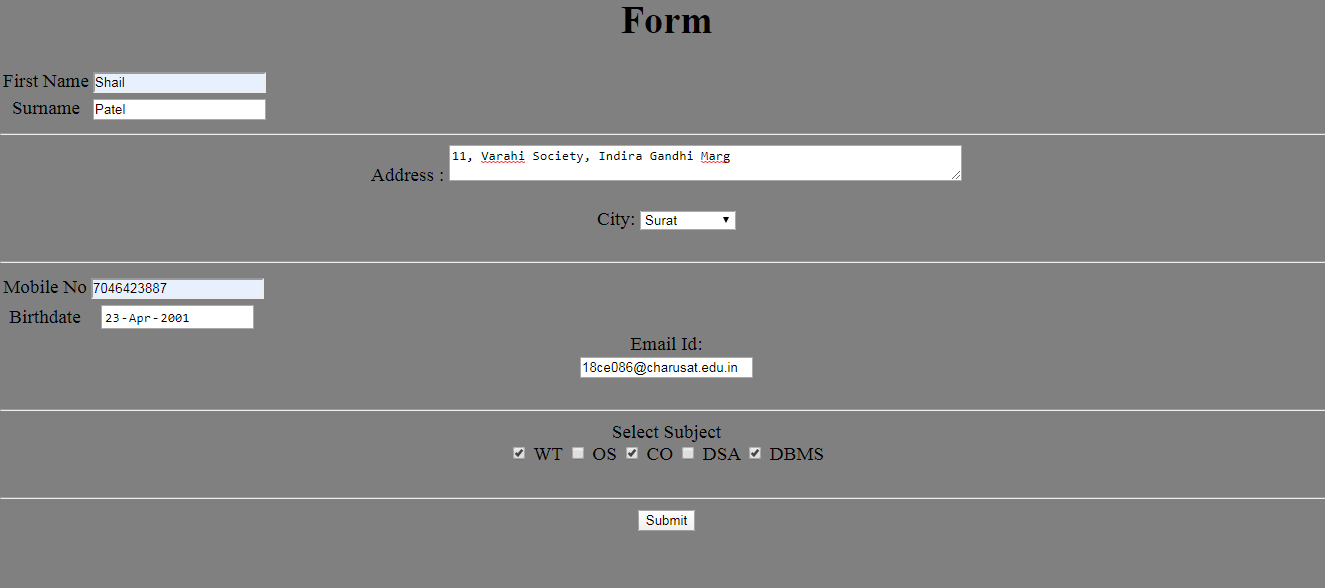 Form
First Name Shail
Surname Patel
Address : 11, Varahi Society, Indira Gandhi Marg
City: Surat
Mobile No 7046423887
Birthdate 23-Apr-2001
Email Id:
18ce086@charusat.edu.in
Select Subject
WT OS CO DSA DBMS
Submit